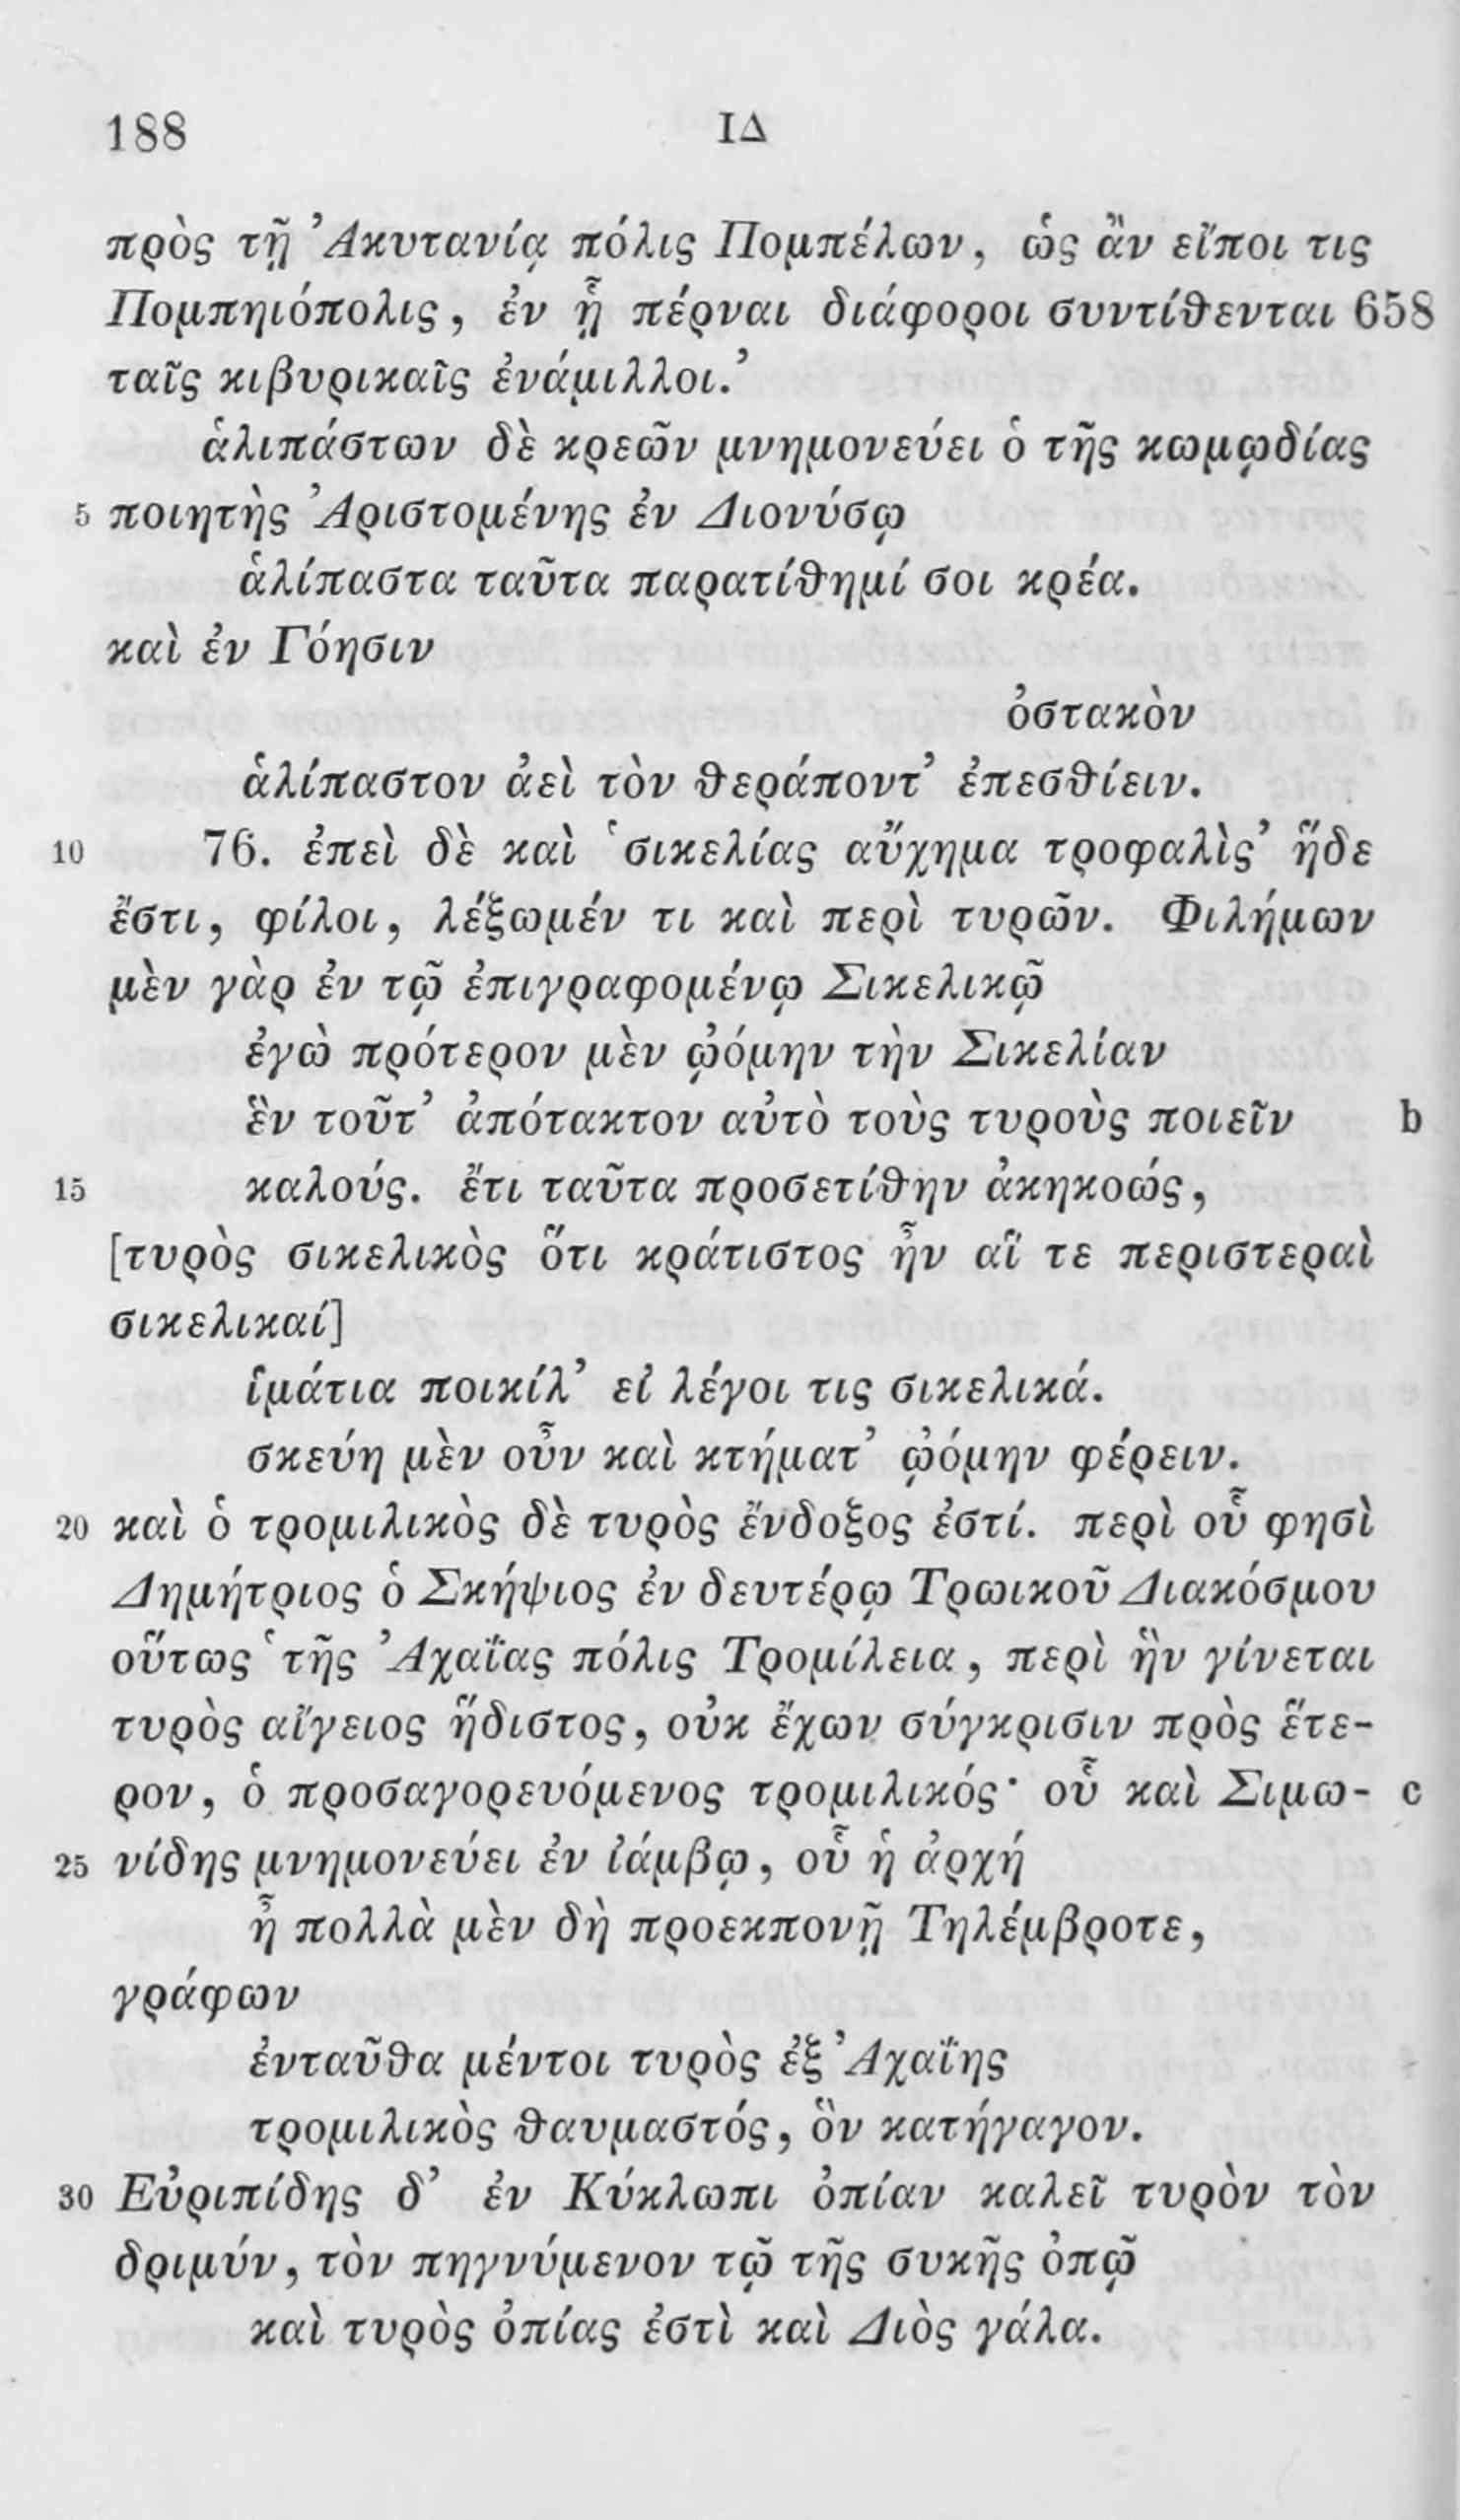 188 ΙΔ
πρὸς τῇ Ἀκυτανίᾳ πόλις Πομπέλων, ὡς ἂν εἴποι τις
Πομπηιόπολις, ἐν ᾗ πέρναι διάφοροι συντίθενται 658
ταῖς κιβυρικαῖς ἐνάμιλλοι.’
ἁλιπάστων δὲ κρεῶν μνημονεύει ὁ τῆς κωμῳδίας
5 ποιητὴς Ἀριστομένης ἐν Διονύσῳ
ἁλίπαστα ταῦτα παρατίθημί σοι κρέα.
καὶ ἐν Γόησιν
ὀστακὸν
ἁλίπαστον ἀεὶ τὸν θεράποντ’ ἐπεσθίειν.
10 76. ἐπεὶ δὲ καὶ ‘σικελίας αὔχημα τροφαλὶς’ ἥδε
ἔστι, φίλοι, λέξωμέν τι καὶ περὶ τυρῶν. Φιλήμων
μὲν γὰρ ἐν τῷ ἐπιγραφομένῳ Σικελικῷ
ἐγὼ πρότερον μὲν ᾠόμην τὴν Σικελίαν
ἓν τοῦτ’ ἀπότακτον αὐτὸ τοὺς τυροὺς ποιεῖν b
15 καλούς. ἔτι ταῦτα προσετίθην ἀκηκοώς,
[τυρὸς σικελικὸς ὅτι κράτιστος ἦν αἵ τε περιστεραὶ
σικελικαί]
ἱμάτια ποικίλ’ εἰ λέγοι τις σικελικά.
σκεύη μὲν οὖν καὶ κτήματ’ ᾠόμην φέρειν.
20 καὶ ὁ τρομιλικὸς δὲ τυρὸς ἔνδοξος ἐστί. περὶ οὗ φησὶ
Δημήτριος ὁ Σκήψιος ἐν δευτέρῳ Τρωικοῦ Διακόσμου
οὕτως ‘τῆς Ἀχαΐας πόλις Τρομίλεια, περὶ ἣν γίνεται
τυρὸς αἴγειος ἥδιστος, οὐκ ἔχων σύγκρισιν πρὸς ἕτε-
ρον, ὁ προσαγορευόμενος τρομιλικός· οὗ καὶ Σιμω- c
25 νίδης μνημονεύει ἐν ἰάμβῳ, οὗ ἡ ἀρχή
ἦ πολλὰ μὲν δὴ προεκπονῇ Τηλέμβροτε,
γράφων
ἐνταῦθα μέντοι τυρὸς ἐξ Ἀχαΐης
τρομιλικὸς θαυμαστός, ὃν κατήγαγον.
30 Εὐριπίδης δ’ ἐν Κύκλωπι ὀπίαν καλεῖ τυρὸν τὸν
δριμύν, τὸν πηγνύμενον τῷ τῆς συκῆς ὀπῷ
καὶ τυρὸς ὀπίας ἐστὶ καὶ Διὸς γάλα.